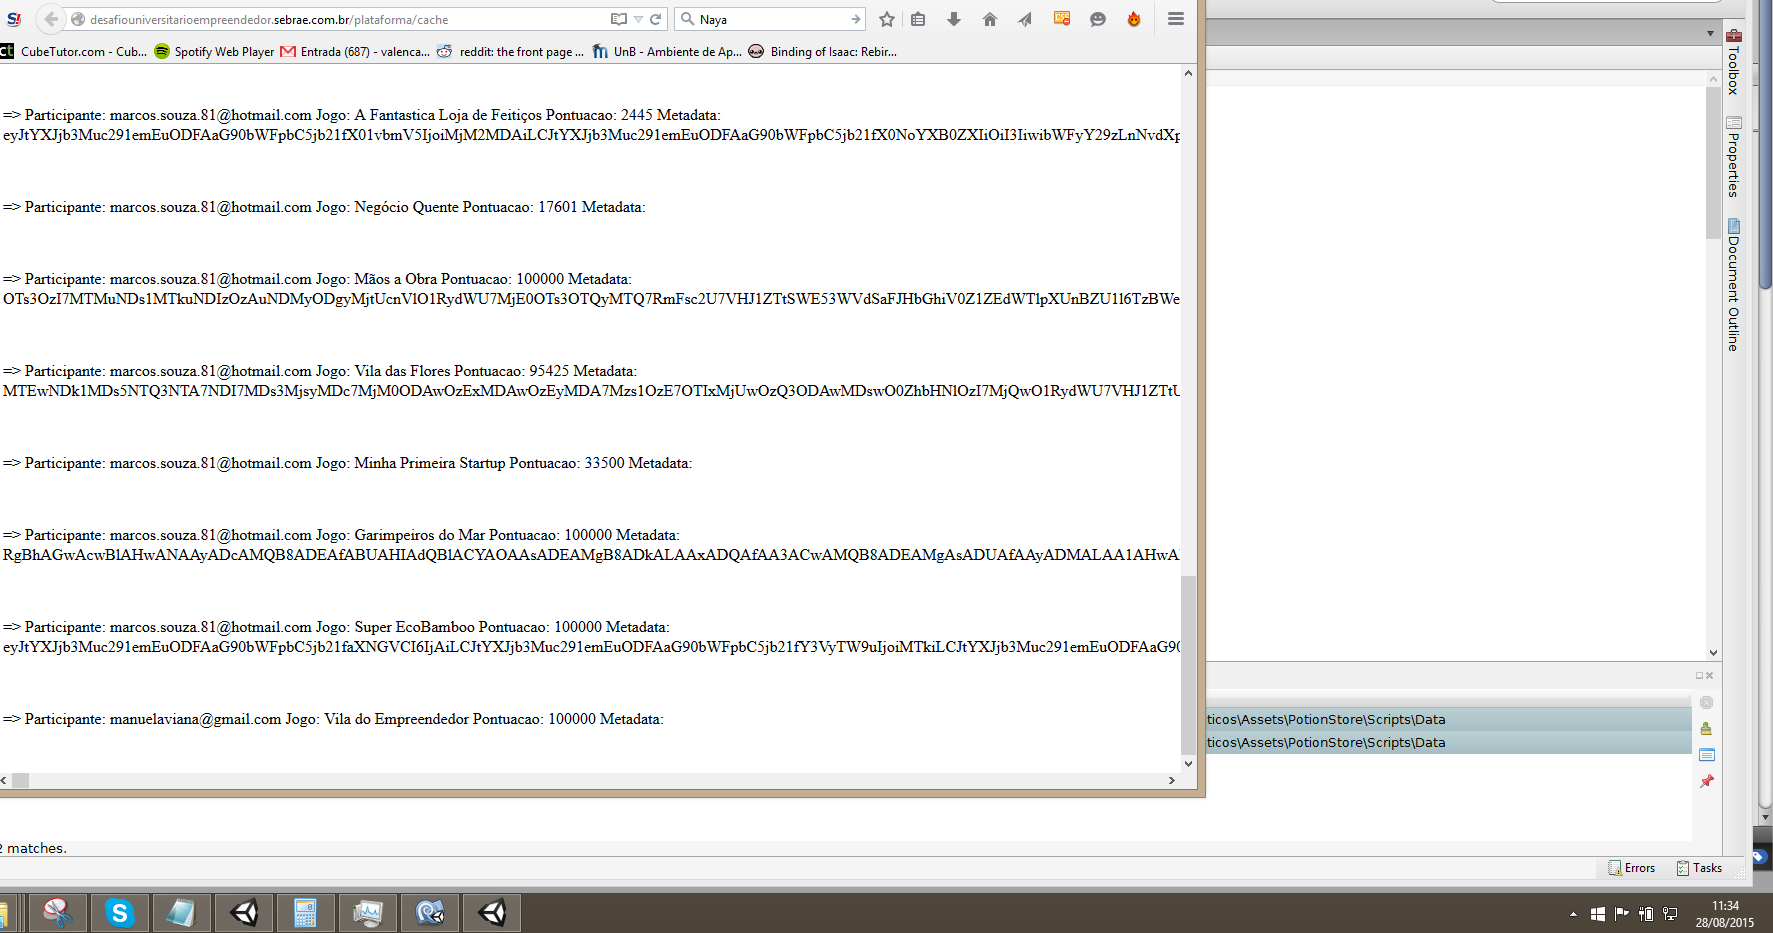 desafiouniversitarioempreendedor.sebrae.com.br/plataforma/cache
Naya
CubeTutor.com - Cub...
Spotify Web Player
Entrada (687) - valenca...
reddit: the front page ...
UnB - Ambiente de Ap...
Binding of Isaac: Rebir...
=> Participante: marcos.souza.81@hotmail.com Jogo: A Fantastica Loja de Feitiços Pontuacao: 2445 Metadata:
eyJtYXJjb3Muc291emEuODFAaG90bWFpbC5jb21fX01vbmV5IjoiMjM2MDAiLCJtYXJjb3Muc291emEuODFAaG90bWFpbC5jb21fX0NoYXB0ZXIiOiI3IiwibWFyY29zLnNvdXp
=> Participante: marcos.souza.81@hotmail.com Jogo: Negócio Quente Pontuacao: 17601 Metadata:
=> Participante: marcos.souza.81@hotmail.com Jogo: Mãos a Obra Pontuacao: 100000 Metadata:
OTs3OzI7MTMuNDs1MTkuNDIzOzAuNDMyODgyMjtUcnVlO1RydWU7MjE0OTs3OTQyMTQ7RmFsc2U7VHJ1ZTtSWE53WVdSaFJHbGhiV0Z1ZEdWTlpXUnBZU1l6TzBWe
=> Participante: marcos.souza.81@hotmail.com Jogo: Vila das Flores Pontuacao: 95425 Metadata:
MTEwNDk1MDs5NTQ3NTA7NDI7MDs3MjsyMDc7MjM0ODAwOzExMDAwOzEyMDA7Mzs1OzE7OTIxMjUwOzQ3ODAwMDswO0ZhbHNlOzI7MjQwO1RydWU7VHJ1ZTtU
=> Participante: marcos.souza.81@hotmail.com Jogo: Minha Primeira Startup Pontuacao: 33500 Metadata:
=> Participante: marcos.souza.81@hotmail.com Jogo: Garimpeiros do Mar Pontuacao: 100000 Metadata:
RgBhAGwAcwBlAHwANAAyADcAMQB8ADEAfABUAHIAdQBlACYAOAAsADEAMgB8ADkALAAxADQAfAA3ACwAMQB8ADEAMgAsADUAfAAyADMALAA1AHwA
=> Participante: marcos.souza.81@hotmail.com Jogo: Super EcoBamboo Pontuacao: 100000 Metadata:
eyJtYXJjb3Muc291emEuODFAaG90bWFpbC5jb21faXNGVCI6IjAiLCJtYXJjb3Muc291emEuODFAaG90bWFpbC5jb21fY3VyTW9uIjoiMTkiLCJtYXJjb3Muc291emEuODFAaG90
=> Participante: manuelaviana@gmail.com Jogo: Vila do Empreendedor Pontuacao: 100000 Metadata:
Toolbox
Properties
Document Outline
ticos\Assets\PotionStore\Scripts\Data
ticos\Assets\PotionStore\Scripts\Data
2 matches.
Errors
Tasks
11:34
28/08/2015